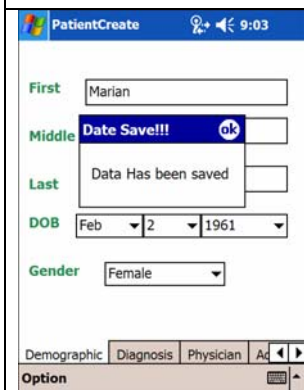 PatientCreate 9:03
First Marian
Middle
Date Save!!! ok
Data Has been saved
Last
DOB Feb 2 1961
Gender Female
Demographic Diagnosis Physician
Option